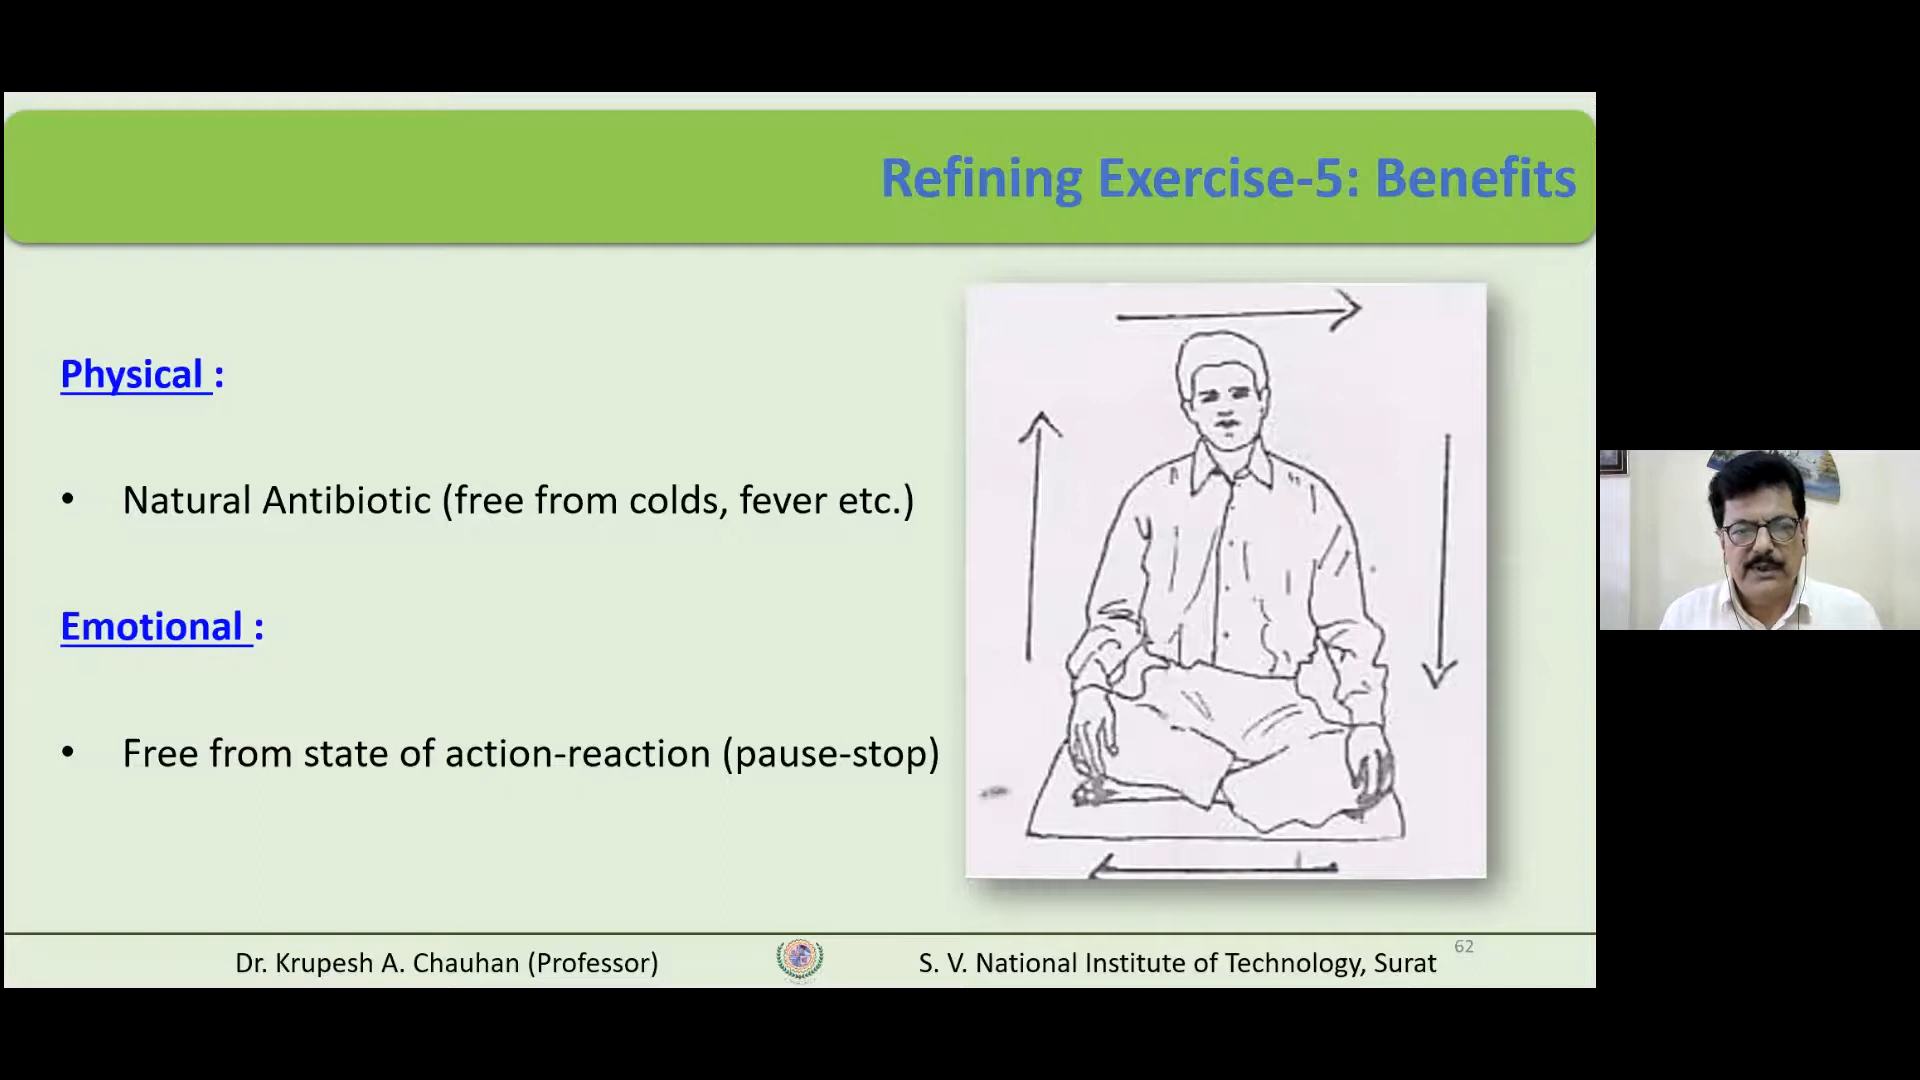 Refining Exercise-5: Benefits
Physical :
• Natural Antibiotic (free from colds, fever etc.)
Emotional :
• Free from state of action-reaction (pause-stop)
Dr. Krupesh A. Chauhan (Professor)
S. V. National Institute of Technology, Surat
62